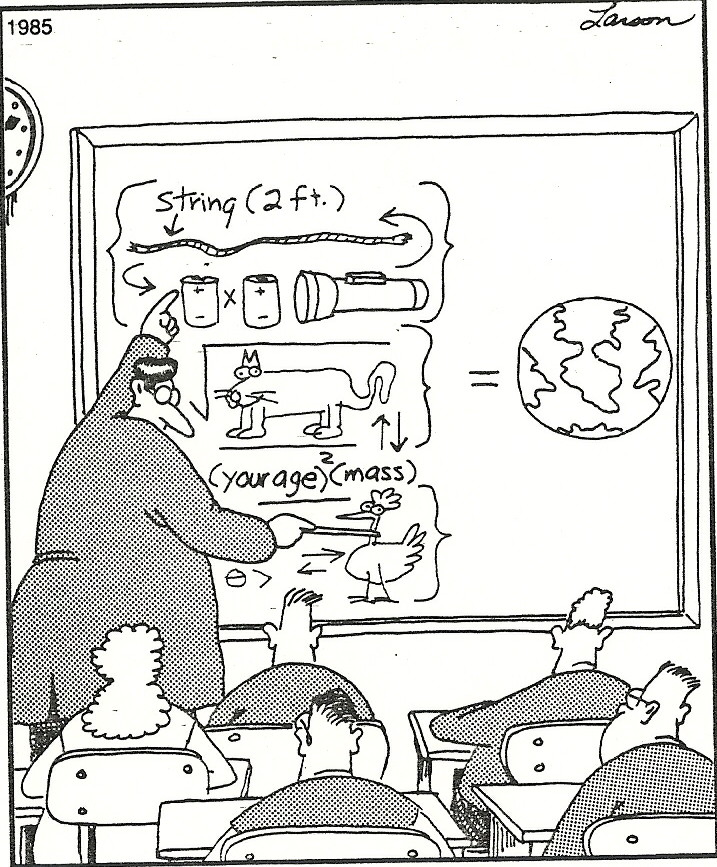 1985
Larson
string (2 ft.)
+ x +
- -
=
(your age)² (mass)
Θ >